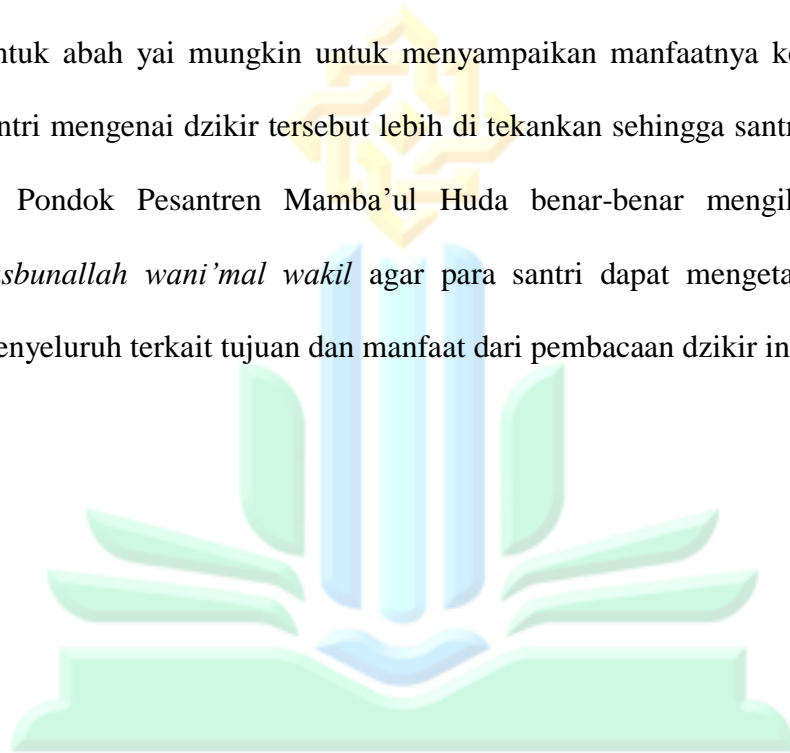 ntuk abah yai mungkin untuk menyampaikan manfaatnya ke
ntri mengenai dzikir tersebut lebih di tekankan sehingga santr
Pondok Pesantren Mamba’ul Huda benar-benar mengik
sbunallah wani’mal wakil agar para santri dapat mengeta
enyeluruh terkait tujuan dan manfaat dari pembacaan dzikir in